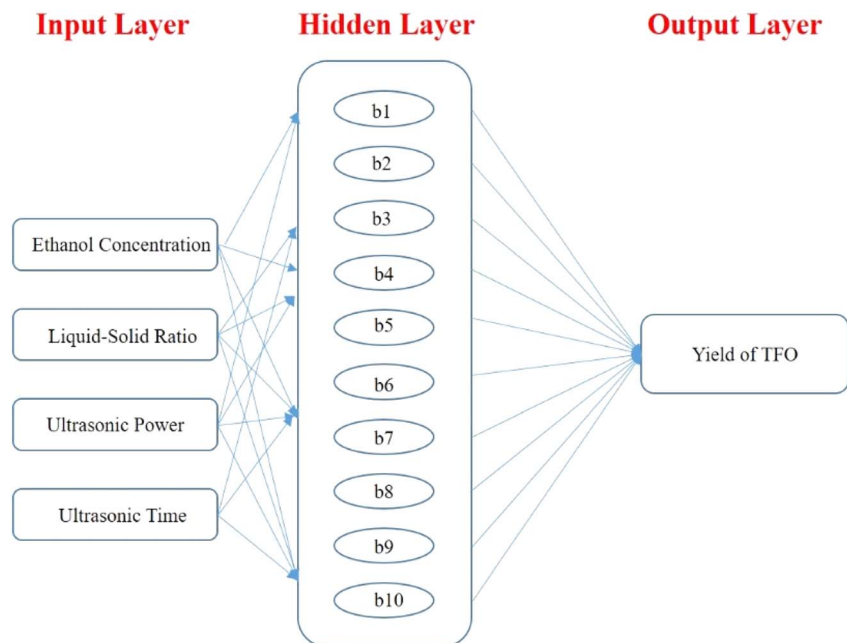 Input Layer
Hidden Layer
Output Layer
Ethanol Concentration
Liquid-Solid Ratio
Ultrasonic Power
Ultrasonic Time
b1
b2
b3
b4
b5
b6
b7
b8
b9
b10
Yield of TFO